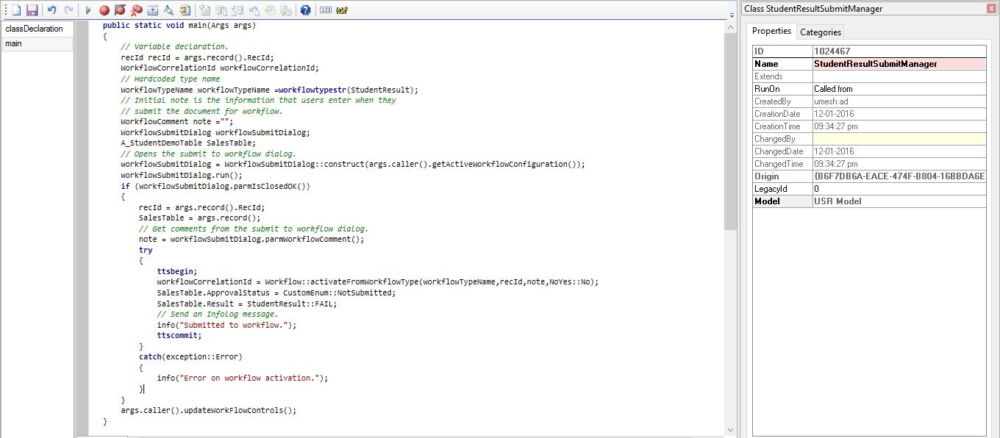 123
classDeclaration
main
public static void main(Args args)
{
// Variable declaration.
recId recId = args.record().RecId;
WorkflowCorrelationId workflowCorrelationId;
// Hardcoded type name
WorkflowTypeName workflowTypeName =workflowtypestr(StudentResult);
// Initial note is the information that users enter when they
// submit the document for workflow.
WorkflowComment note ="";
WorkflowSubmitDialog workflowSubmitDialog;
A_StudentDemoTable SalesTable;
// Opens the submit to workflow dialog.
workflowSubmitDialog = WorkflowSubmitDialog::construct(args.caller().getActiveWorkflowConfiguration());
workflowSubmitDialog.run();
if (workflowSubmitDialog.parmIsClosedOK())
{
recId = args.record().RecId;
SalesTable = args.record();
// Get comments from the submit to workflow dialog.
note = workflowSubmitDialog.parmWorkflowComment();
try
{
ttsbegin;
workflowCorrelationId = Workflow::activateFromWorkflowType(workflowTypeName,recId,note,NoYes::No);
SalesTable.ApprovalStatus = CustomEnum::NotSubmitted;
SalesTable.Result = StudentResult::FAIL;
// Send an Infolog message.
info("Submitted to workflow.");
ttscommit;
}
catch(exception::Error)
{
info("Error on workflow activation.");
}
}
args.caller().updateWorkFlowControls();
}
Class StudentResultSubmitManager
Properties Categories
ID 1024467
Name StudentResultSubmitManager
Extends
RunOn Called from
CreatedBy umesh.ad
CreationDate 12-01-2016
CreationTime 09:34:27 pm
ChangedBy
ChangedDate 12-01-2016
ChangedTime 09:34:27 pm
Origin {B6F7DB6A-EACE-474F-B804-16BBDA6E
LegacyId 0
Model USR Model